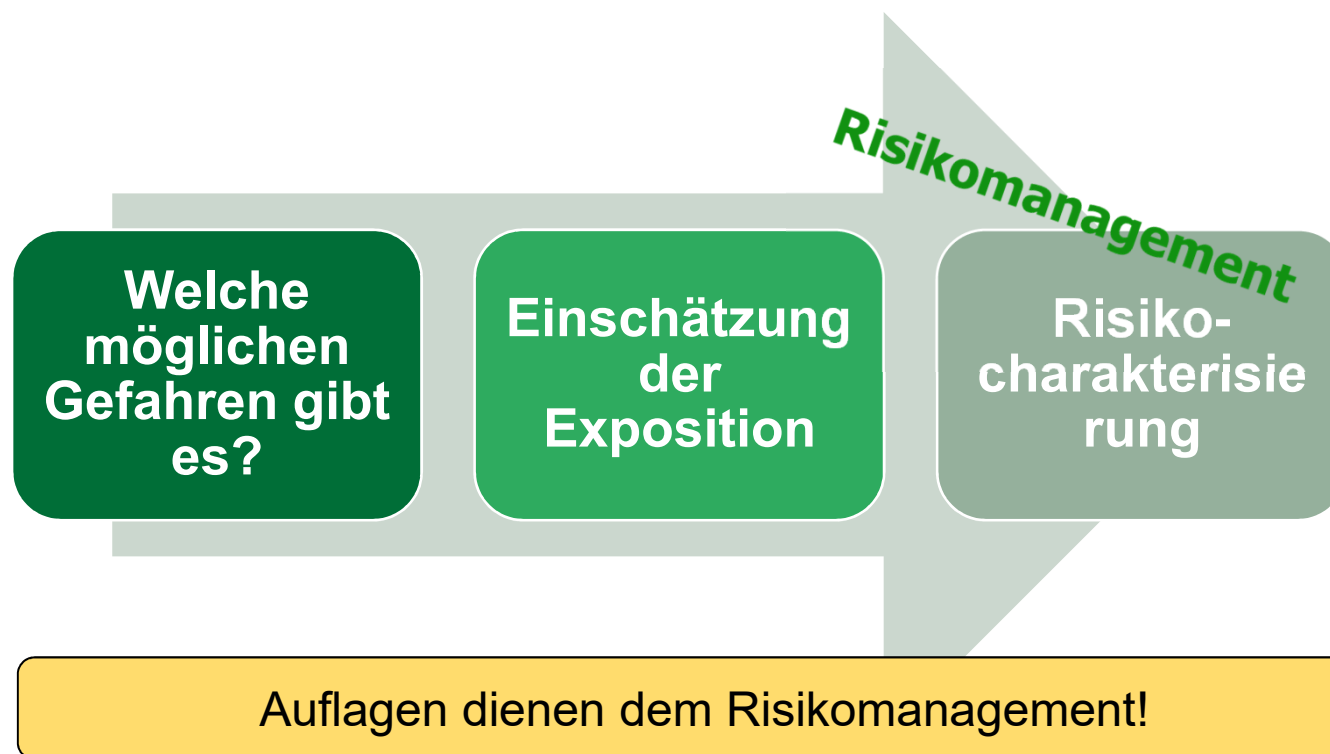 Risikomanagement
Welche
möglichen
Gefahren gibt
es?
Einschätzung
der
Exposition
Risiko-
charakterisie
rung
Auflagen dienen dem Risikomanagement!